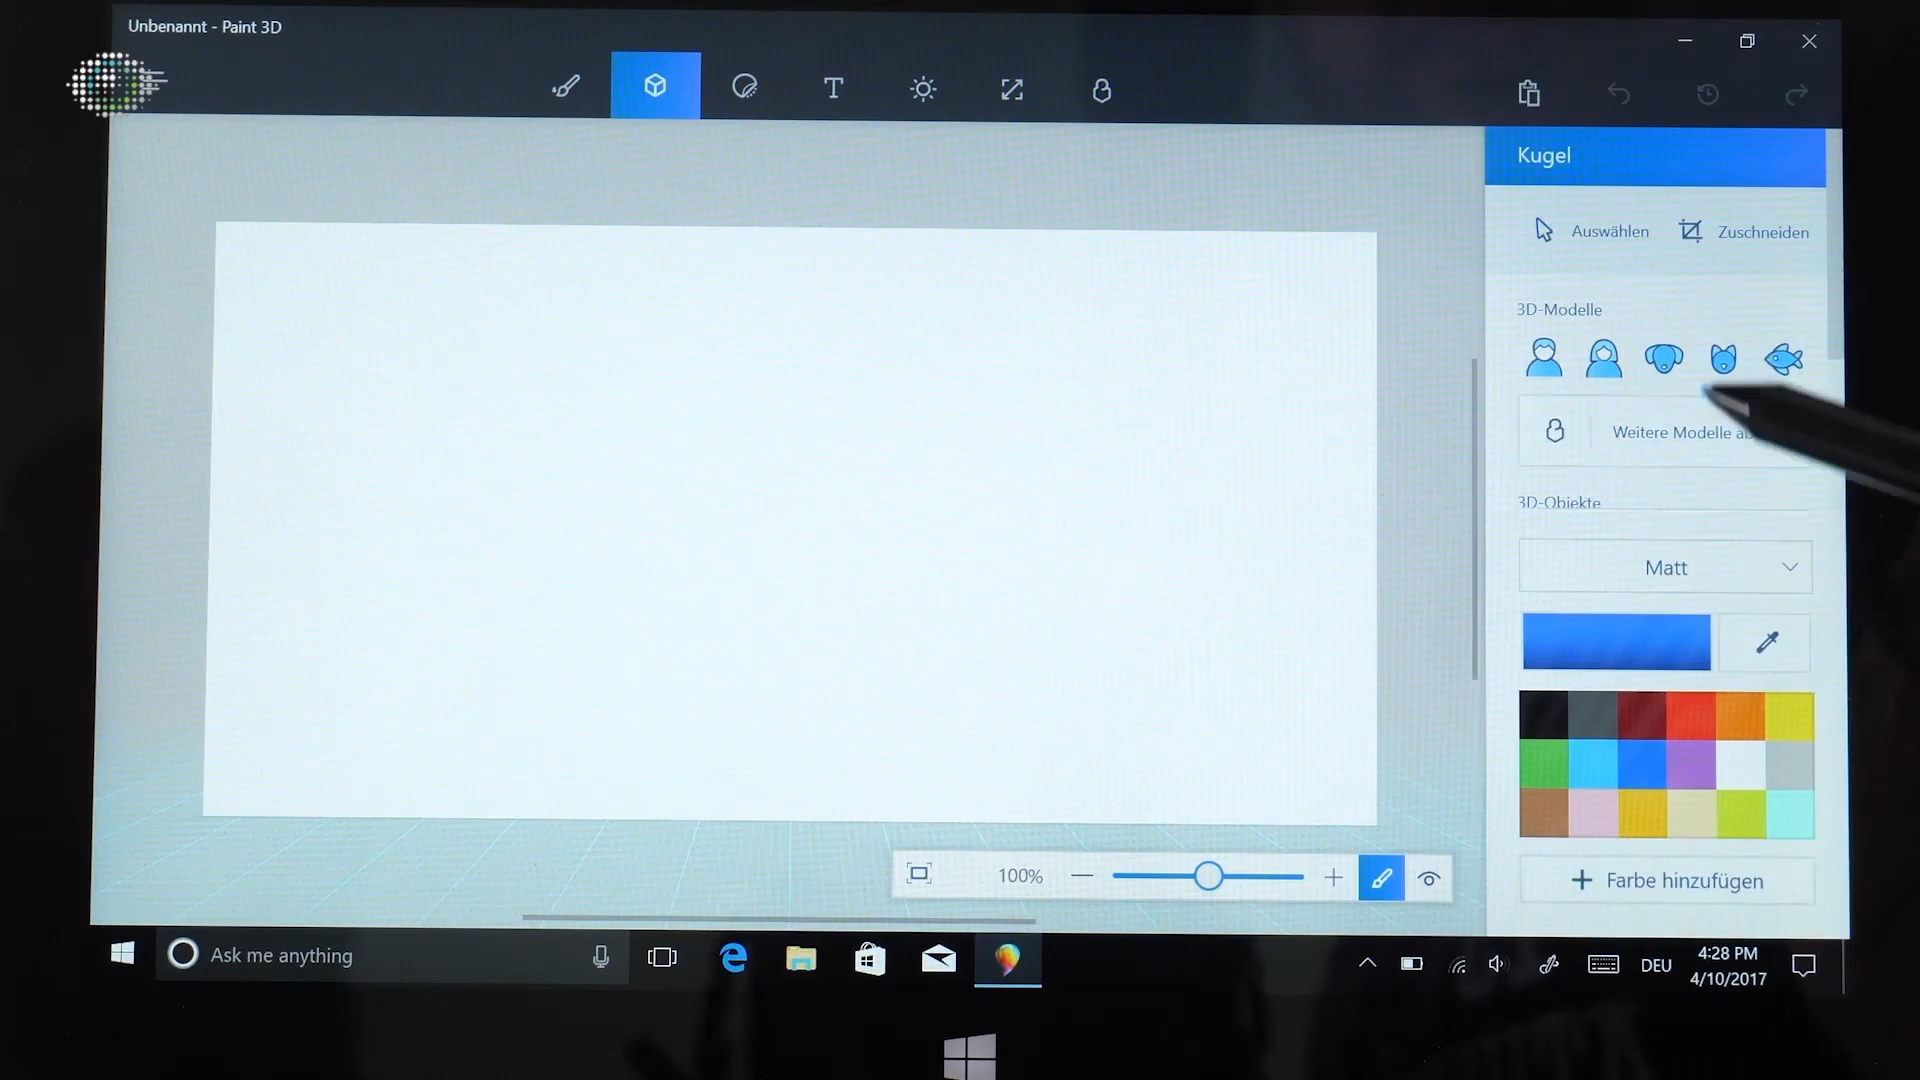 Unbenannt - Paint 3D
Kugel
Auswählen
Zuschneiden
3D-Modelle
Weitere Modelle
3D-Objekte
Matt
100%
Farbe hinzufügen
Ask me anything
DEU
4:28 PM
4/10/2017